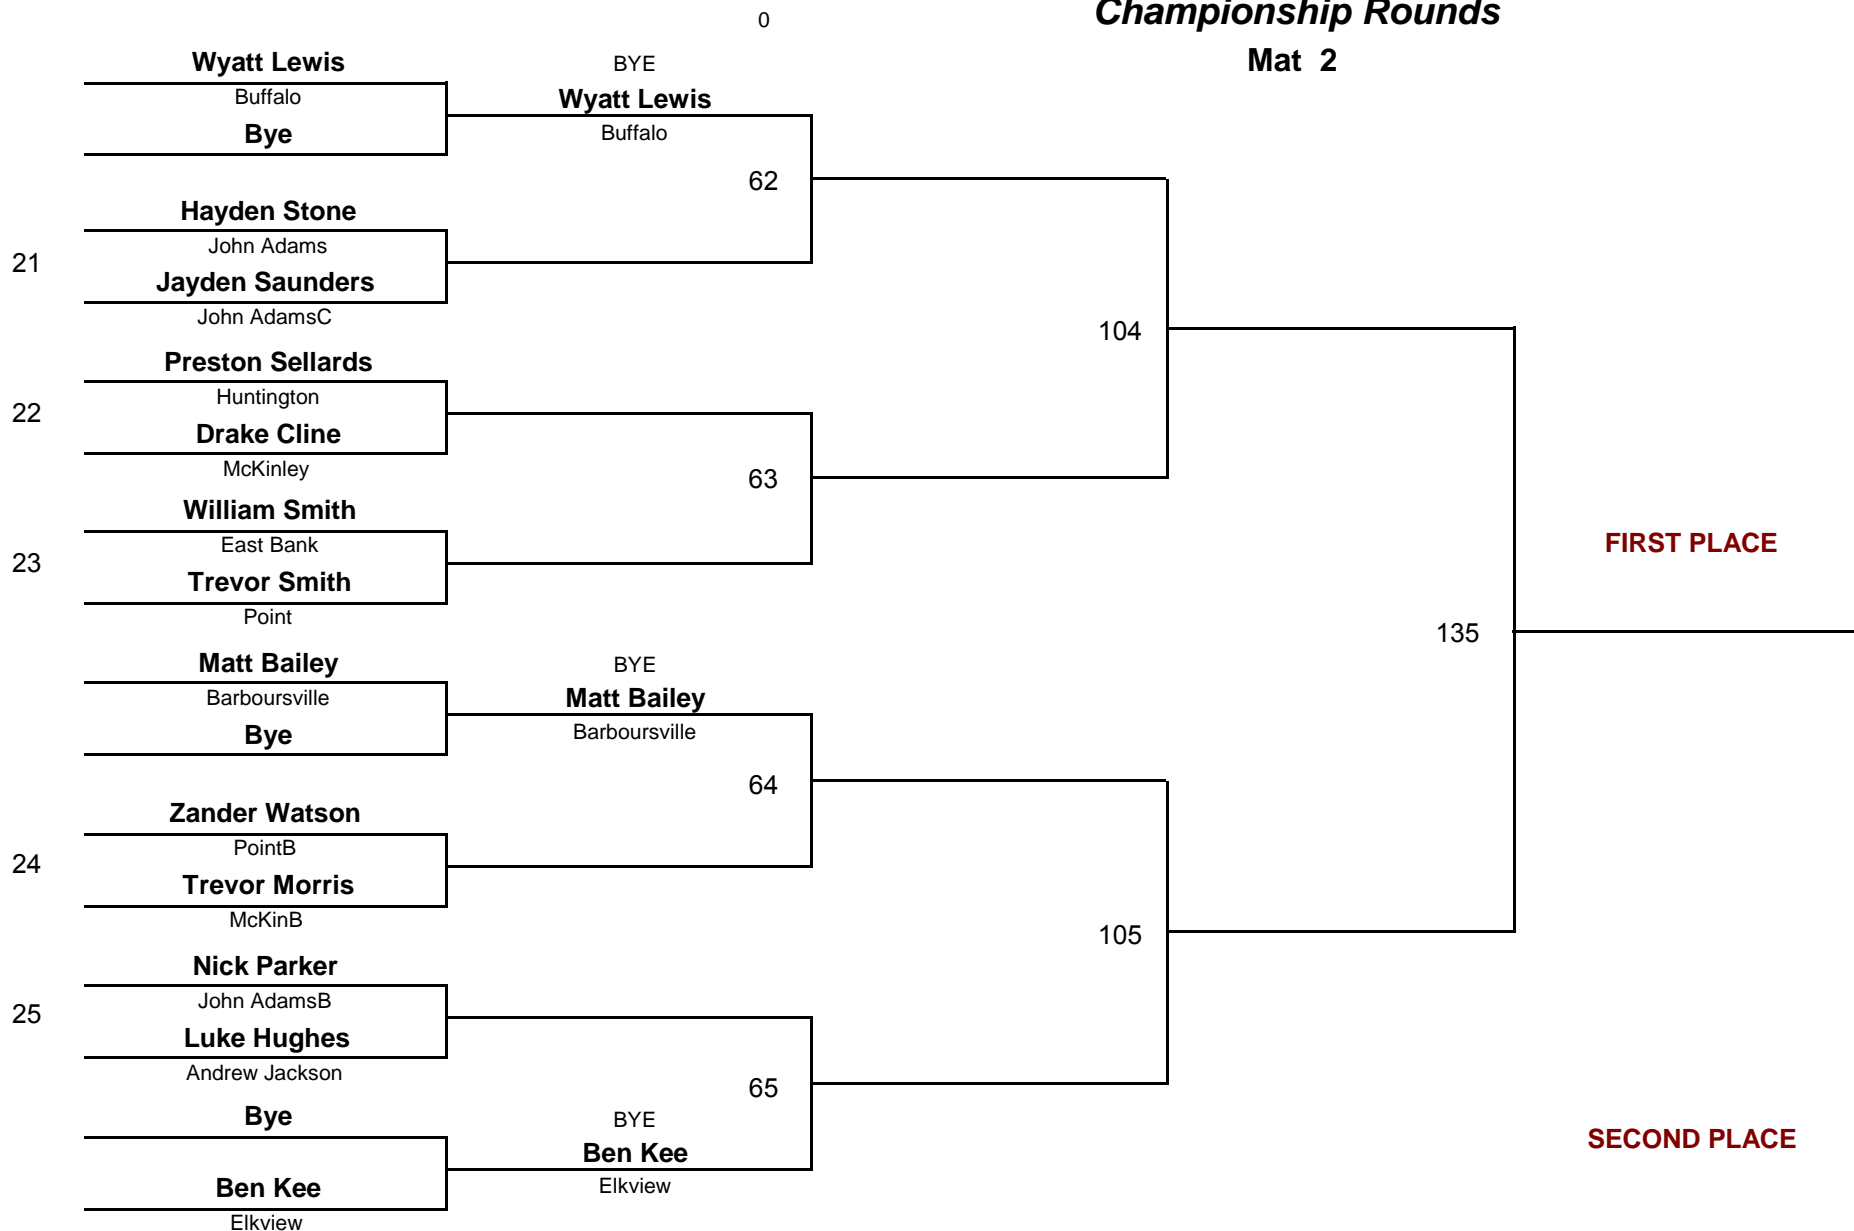 0
Championship Rounds
Mat 2
Wyatt Lewis
Buffalo
Bye
BYE
Wyatt Lewis
Buffalo
62
21
Hayden Stone
John Adams
Jayden Saunders
John AdamsC
104
22
Preston Sellards
Huntington
Drake Cline
McKinley
63
23
William Smith
East Bank
Trevor Smith
Point
FIRST PLACE
135
Matt Bailey
Barboursville
Bye
BYE
Matt Bailey
Barboursville
64
24
Zander Watson
PointB
Trevor Morris
McKinB
105
25
Nick Parker
John AdamsB
Luke Hughes
Andrew Jackson
65
Bye
Ben Kee
Elkview
BYE
Ben Kee
Elkview
SECOND PLACE